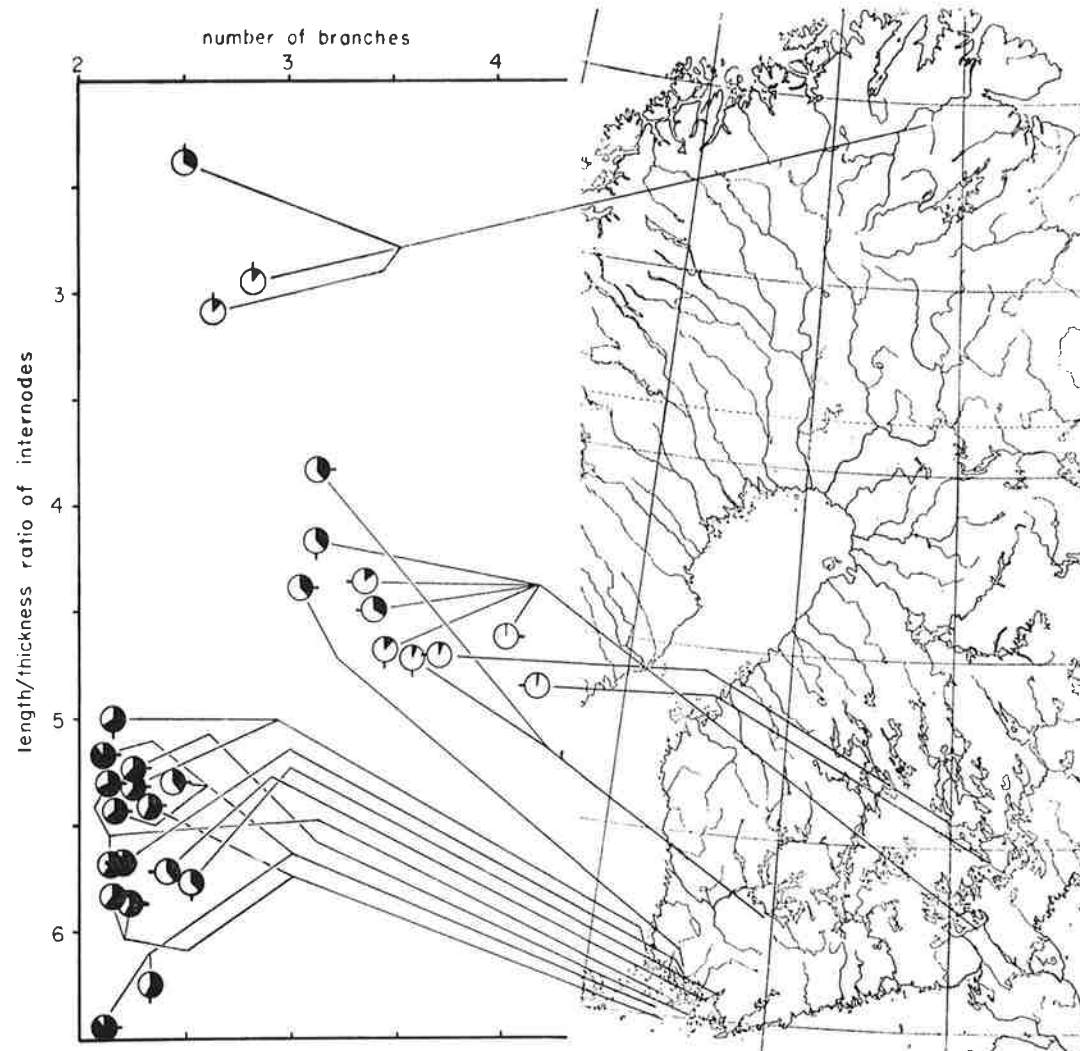 number of branches
2 3 4
3
4
5
6
length/thickness ratio of internodes